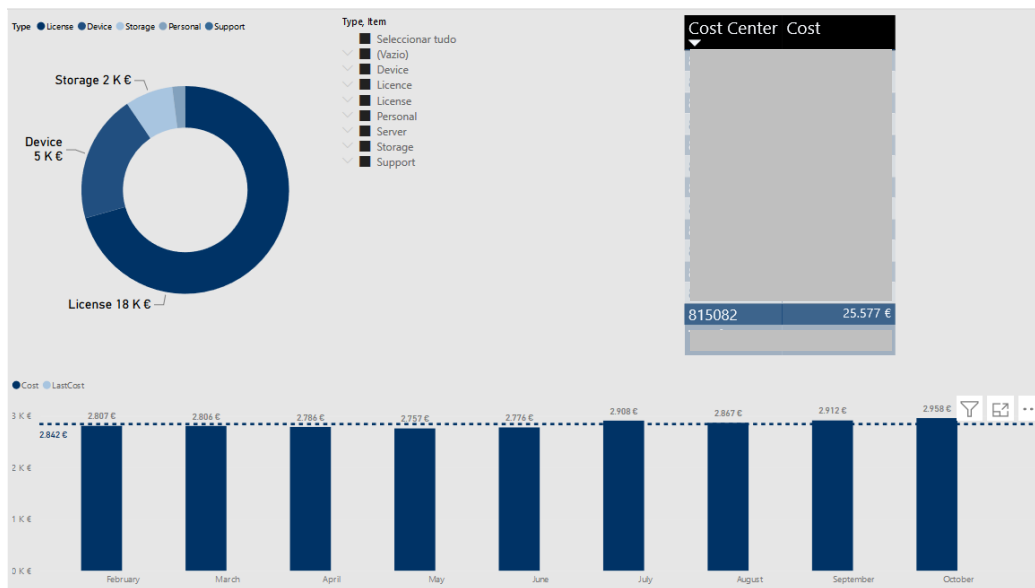 Type License Device Storage Personal Support
Storage 2 K €
Device
5 K €
License 18 K €
Type, Item
Seleccionar tudo
(Vazio)
Device
Licence
License
Personal
Server
Storage
Support
Cost Center Cost
815082 25.577 €
Cost LastCost
3 K €
2 K €
1 K €
0 K €
2.842 €
2.807 € 2.806 € 2.786 € 2.757 € 2.776 € 2.908 € 2.867 € 2.912 € 2.958 €
February March April May June July August September October